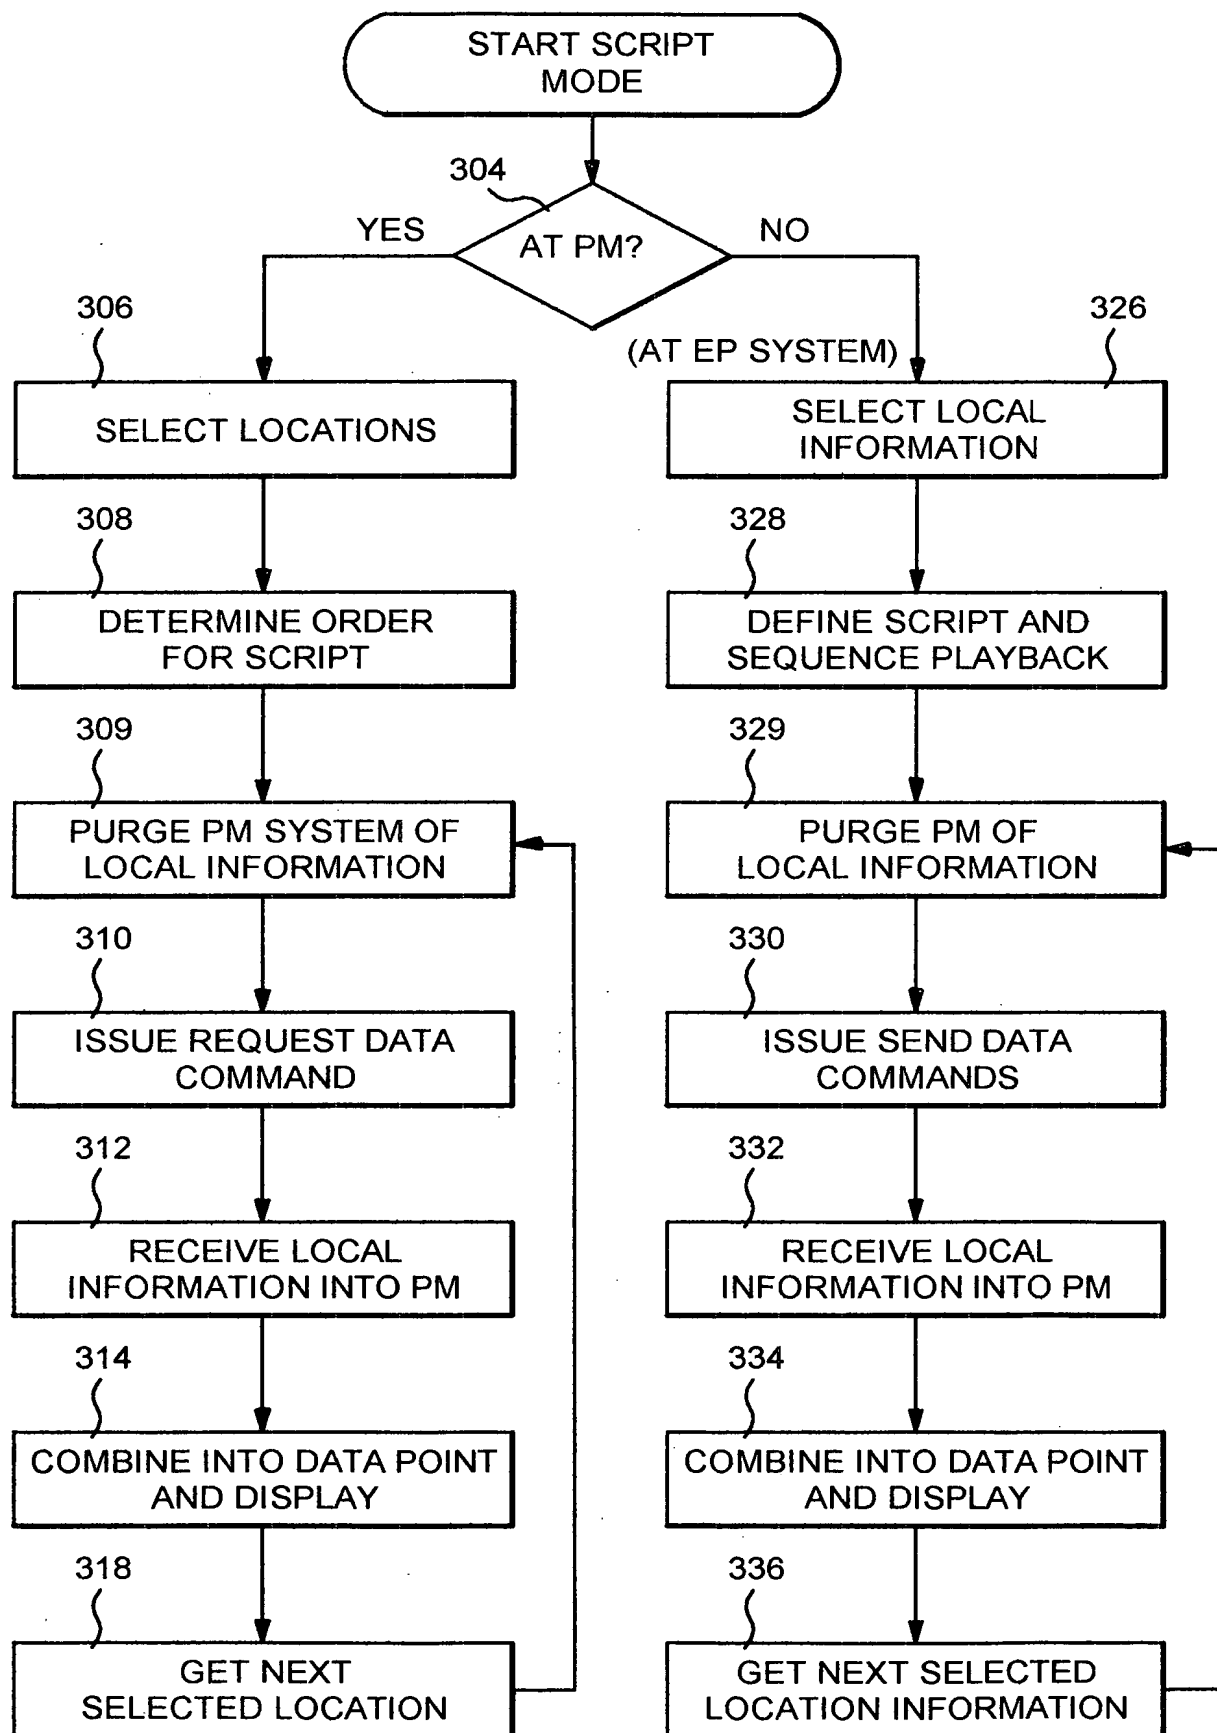 START SCRIPT
MODE
304
YES
AT PM?
NO
(AT EP SYSTEM)
306
SELECT LOCATIONS
308
DETERMINE ORDER
FOR SCRIPT
309
PURGE PM SYSTEM OF
LOCAL INFORMATION
310
ISSUE REQUEST DATA
COMMAND
312
RECEIVE LOCAL
INFORMATION INTO PM
314
COMBINE INTO DATA POINT
AND DISPLAY
318
GET NEXT
SELECTED LOCATION
326
SELECT LOCAL
INFORMATION
328
DEFINE SCRIPT AND
SEQUENCE PLAYBACK
329
PURGE PM OF
LOCAL INFORMATION
330
ISSUE SEND DATA
COMMANDS
332
RECEIVE LOCAL
INFORMATION INTO PM
334
COMBINE INTO DATA POINT
AND DISPLAY
336
GET NEXT SELECTED
LOCATION INFORMATION